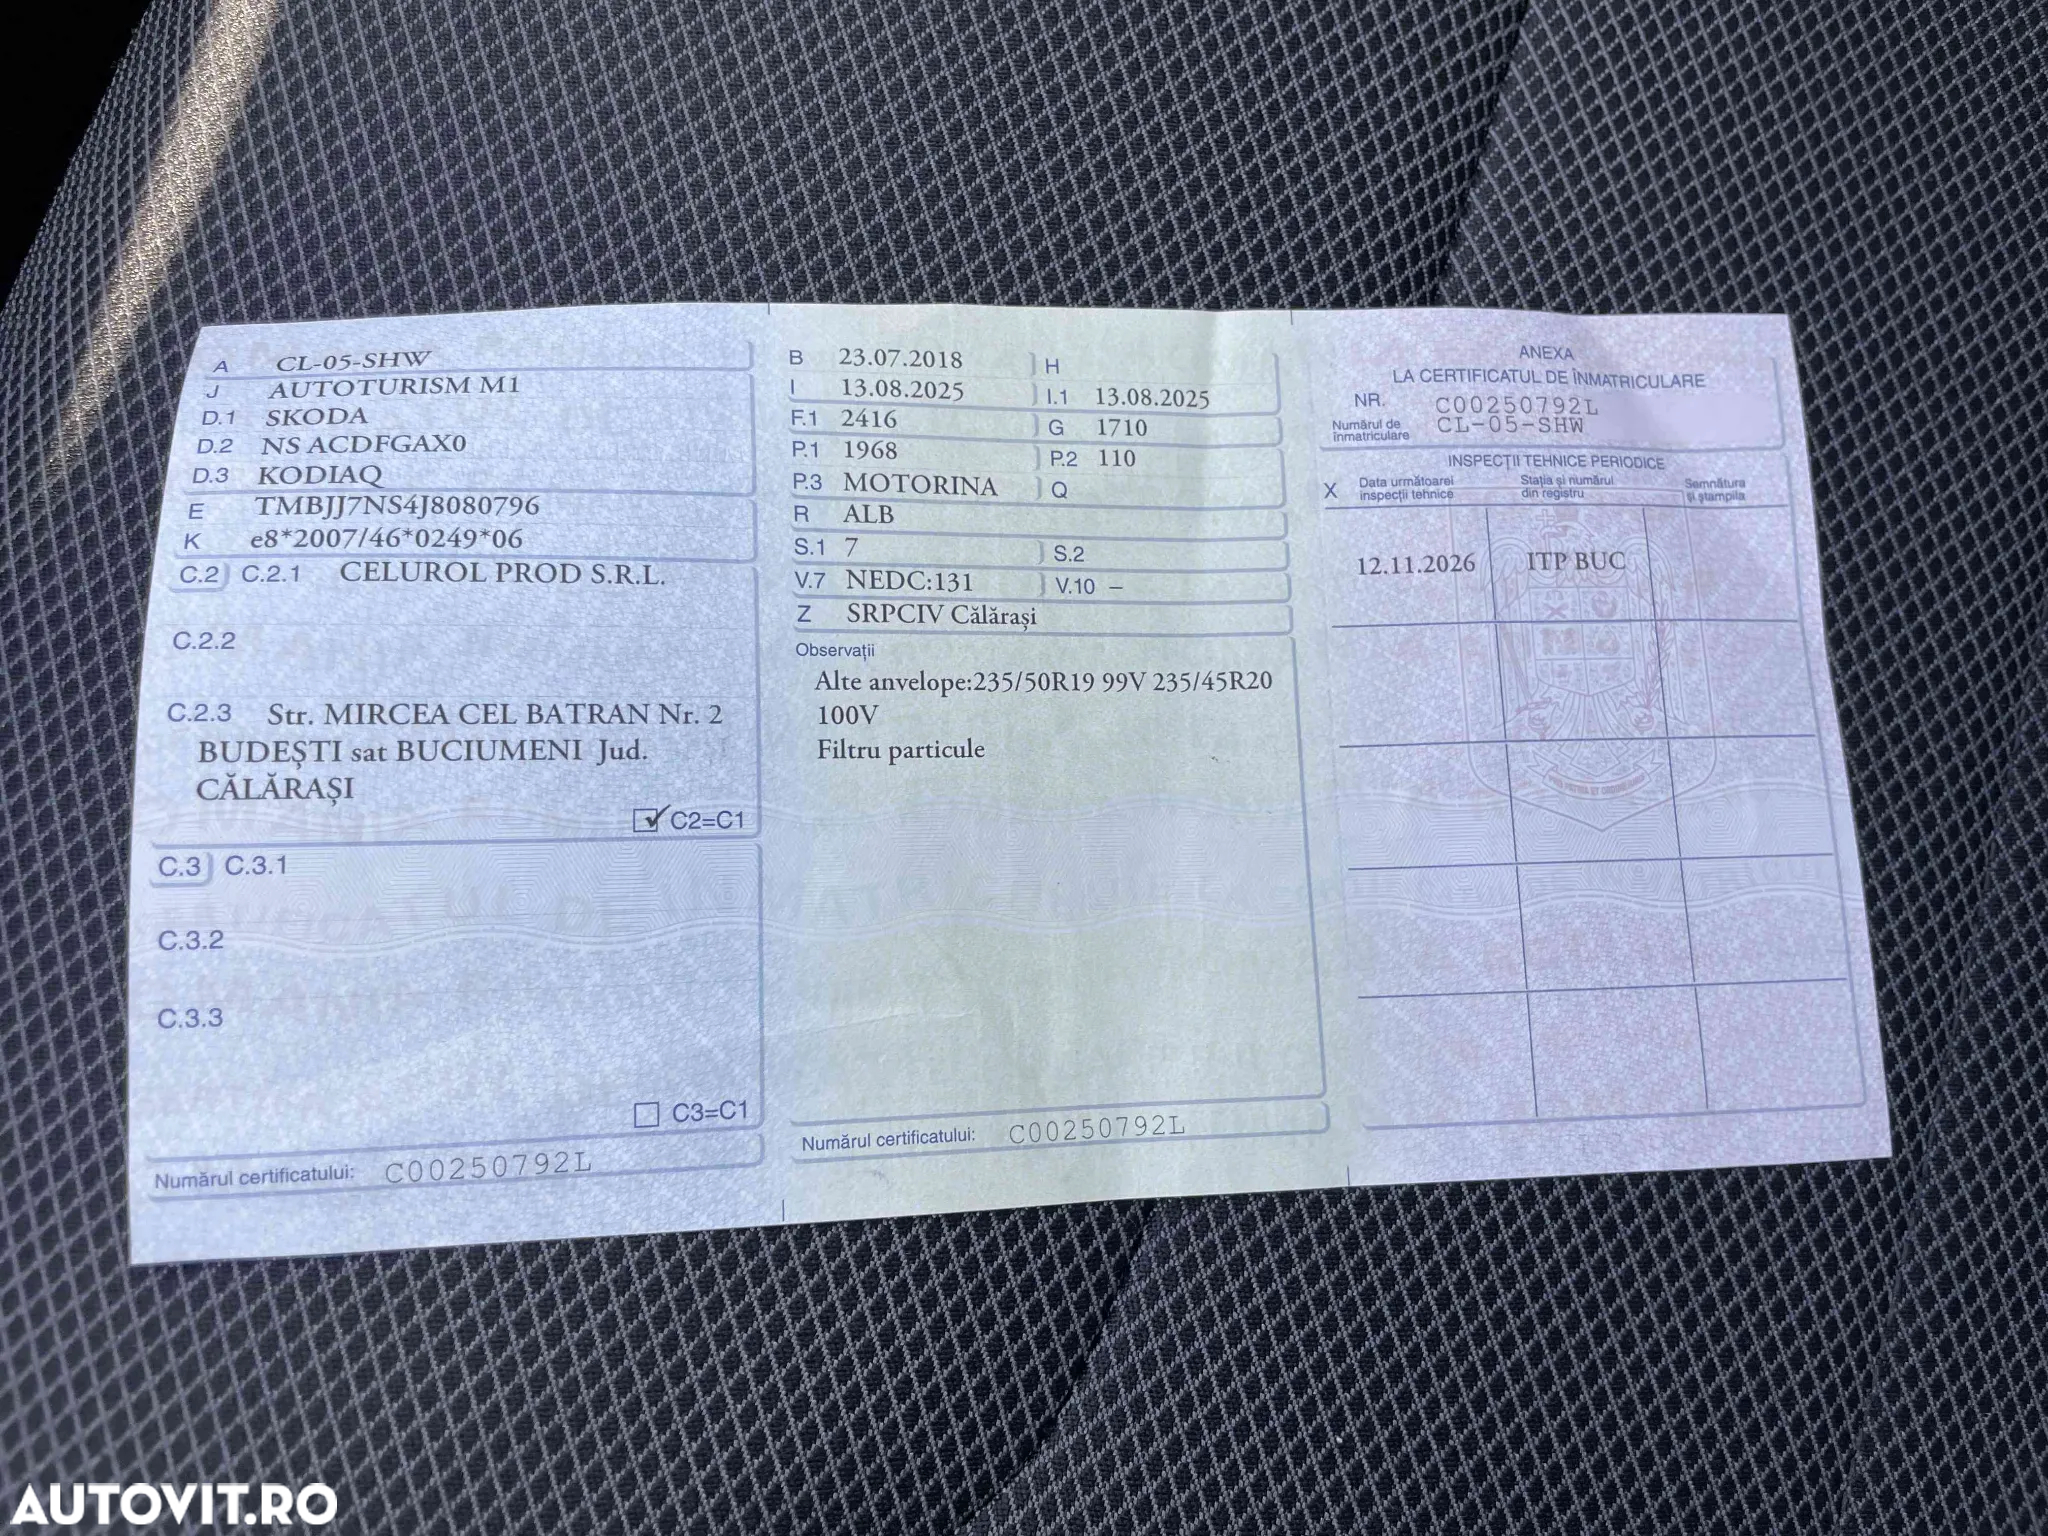 A CL-05-SHW
J AUTOTURISM M1
D.1 SKODA
D.2 NS ACDFGAX0
D.3 KODIAQ
E TMBJJ7NS4J8080796
K e8*2007/46*0249*06
C.2 C.2.1 CELUROL PROD S.R.L.
C.2.2
C.2.3 Str. MIRCEA CEL BATRAN Nr. 2
BUDEȘTI sat BUCIUMENI Jud.
CĂLĂRAȘI
C2=C1
C.3 C.3.1
C.3.2
C.3.3
C3=C1
Numărul certificatului: C00250792L
B 23.07.2018 H
I 13.08.2025 I.1 13.08.2025
F.1 2416 G 1710
P.1 1968 P.2 110
P.3 MOTORINA Q
R ALB
S.1 7 S.2
V.7 NEDC:131 V.10 –
Z SRPCIV Călărași
Observații
Alte anvelope:235/50R19 99V 235/45R20
100V
Filtru particule
Numărul certificatului: C00250792L
ANEXA
LA CERTIFICATUL DE ÎNMATRICULARE
NR. C00250792L
Numărul de
înmatriculare CL-05-SHW
INSPECȚII TEHNICE PERIODICE
X Data următoarei
inspecții tehnice
Stația și numărul
din registru
Semnătura
și ștampila
12.11.2026 ITP BUC
AUTOVIT.RO